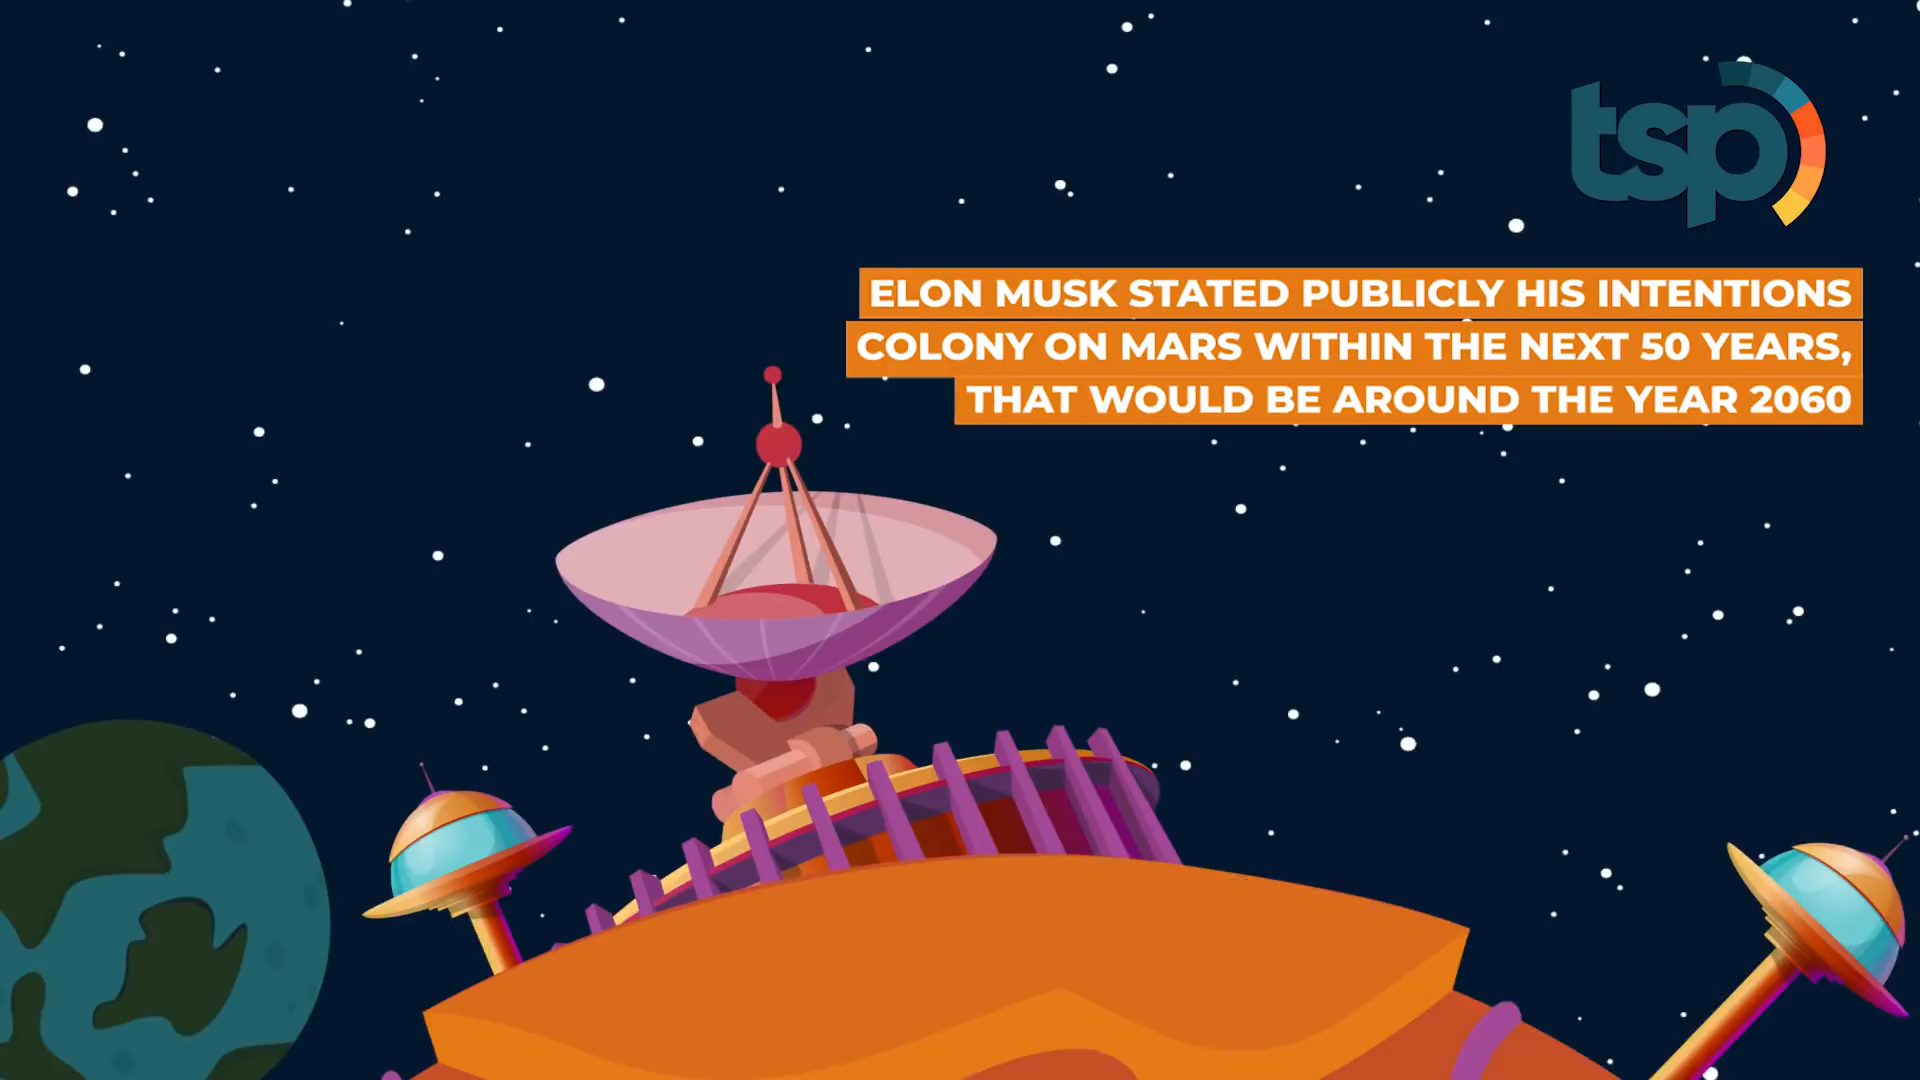 tsp
ELON MUSK STATED PUBLICLY HIS INTENTIONS
COLONY ON MARS WITHIN THE NEXT 50 YEARS,
THAT WOULD BE AROUND THE YEAR 2060